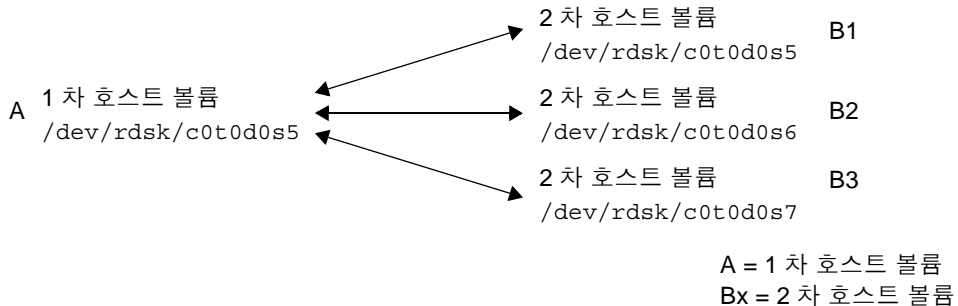 2 차 호스트 볼륨 B1
/dev/rdsk/c0t0d0s5
A 1 차 호스트 볼륨
/dev/rdsk/c0t0d0s5
2 차 호스트 볼륨 B2
/dev/rdsk/c0t0d0s6
2 차 호스트 볼륨 B3
/dev/rdsk/c0t0d0s7
A = 1 차 호스트 볼륨
Bx = 2 차 호스트 볼륨